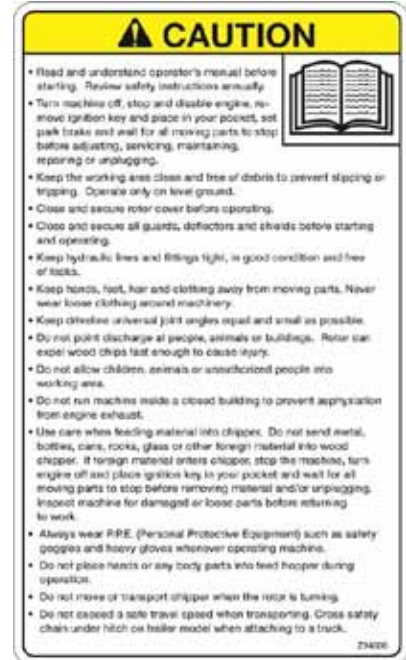 CAUTION
• Read and understand operator's manual before
starting. Review safety instructions annually.
• Turn machine off, stop and disable engine, re-
move ignition key and place in your pocket, set
park brake and wait for all moving parts to stop
before adjusting, servicing, maintaining,
repairing or unplugging.
• Keep the working area clean and free of debris to prevent slipping or
tripping. Operate only on level ground.
• Close and secure rotor cover before operating.
• Close and secure all guards, deflectors and shields before starting
and operating.
• Keep hydraulic lines and fittings tight, in good condition and free
of leaks.
• Keep hands, feet, hair and clothing away from moving parts. Never
wear loose clothing around machinery.
• Keep driveline universal joint angles equal and small as possible.
• Do not point discharge at people, animals or buildings. Rotor can
expel wood chips fast enough to cause injury.
• Do not allow children, animals or unauthorized people into
working area.
• Do not run machine inside a closed building to prevent asphyxiation
from engine exhaust.
• Use care when feeding material into chipper. Do not send metal,
bottles, cans, rocks, glass or other foreign material into wood
chipper. If foreign material enters chipper, stop the machine, turn
engine off and place ignition key in your pocket and wait for all
moving parts to stop before removing material and/or unplugging.
Inspect machine for damaged or loose parts before returning
to work.
• Always wear P.P.E. (Personal Protective Equipment) such as safety
goggles and heavy gloves whenever operating machine.
• Do not place hands or any body parts into feed hopper during
operation.
• Do not move or transport chipper when the rotor is turning.
• Do not exceed a safe travel speed when transporting. Cross safety
chain under hitch on trailer model when attaching to a truck.